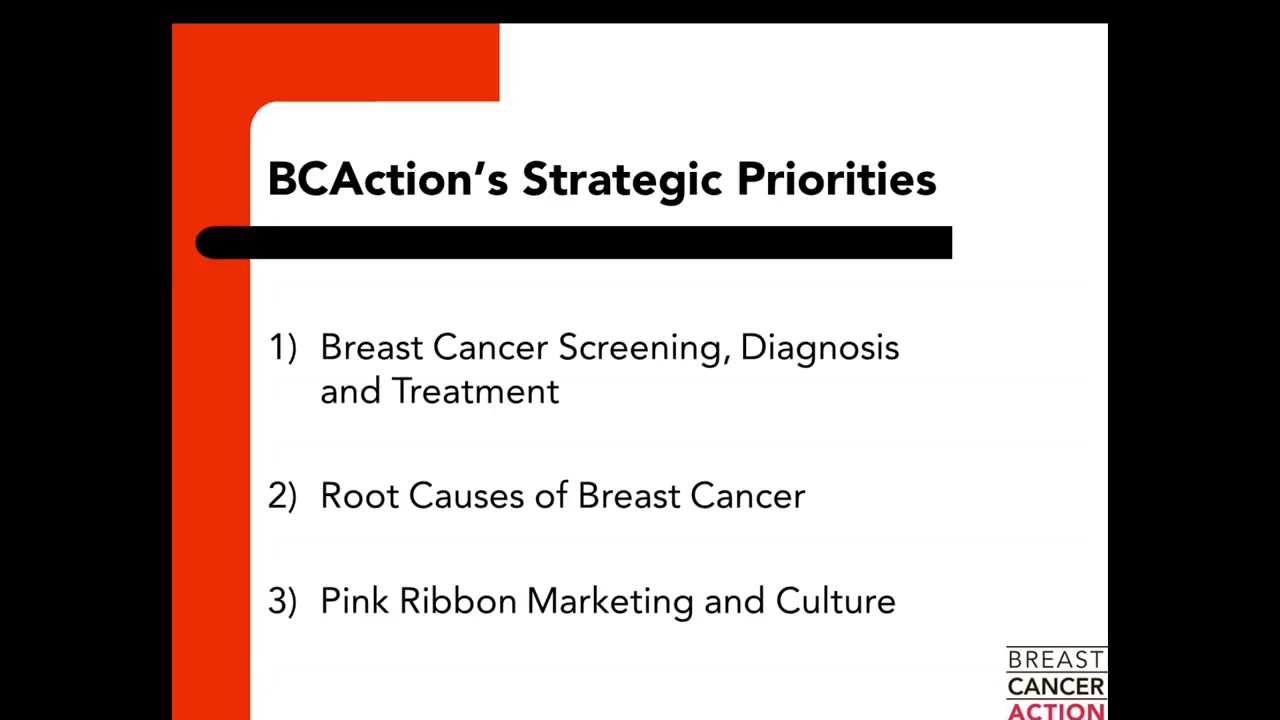 BCAction’s Strategic Priorities
1) Breast Cancer Screening, Diagnosis
and Treatment
2) Root Causes of Breast Cancer
3) Pink Ribbon Marketing and Culture
BREAST
CANCER
ACTION